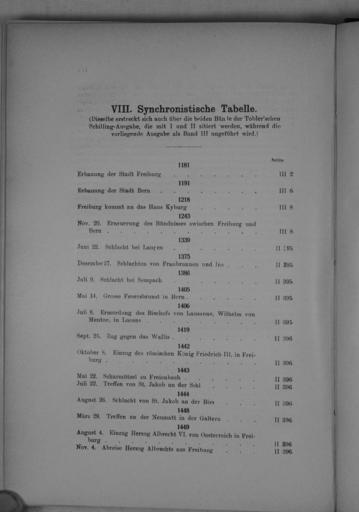 VIII. Synchronistische Tabelle.
(Dieselbe erstreckt sich auch über die beiden Bände der Tobler'schen
Schilling-Ausgabe, die mit I und II zitiert werden, während die
vorliegende Ausgabe als Band III angeführt wird.)
Seite
1181
Erbauung der Stadt Freiburg . . . . . . III 2
1191
Erbauung der Stadt Bern . . . . . . III 6
1218
Freiburg kommt an das Haus Kyburg . . . . . III 8
1243
Nov. 20. Erneuerung des Bündnisses zwischen Freiburg und
Bern . . . . . . III 8
1339
Juni 22. Schlacht bei Laupen . . . . . II 395
1375
Dezember 27. Schlachten von Fraubrunnen und Ins . . . II 395
1386
Juli 9. Schlacht bei Sempach . . . . . II 395
1405
Mai 14. Grosse Feuersbrunst in Bern . . . . II 395
1406
Juli 8. Ermordung des Bischofs von Lausanne, Wilhelm von
Mentor, in Lucens . . . . . II 395
1419
Sept. 25. Zug gegen das Wallis . . . . . II 396
1442
Oktober 8. Einzug des römischen König Friedrich III. in Frei-
burg . . . . . . II 396
1443
Mai 22. Scharmützel zu Freienbach . . . . II 396
Juli 22. Treffen von St. Jakob an der Sihl . . . . II 396
1444
August 26. Schlacht von St. Jakob an der Birs . . . II 396
1448
März 29. Treffen an der Neumatt in der Galtern . . . II 396
1449
August 4. Einzug Herzog Albrecht VI. von Oesterreich in Frei-
burg . . . . . . II 396
Nov. 4. Abreise Herzog Albrechts aus Freiburg . . . II 396